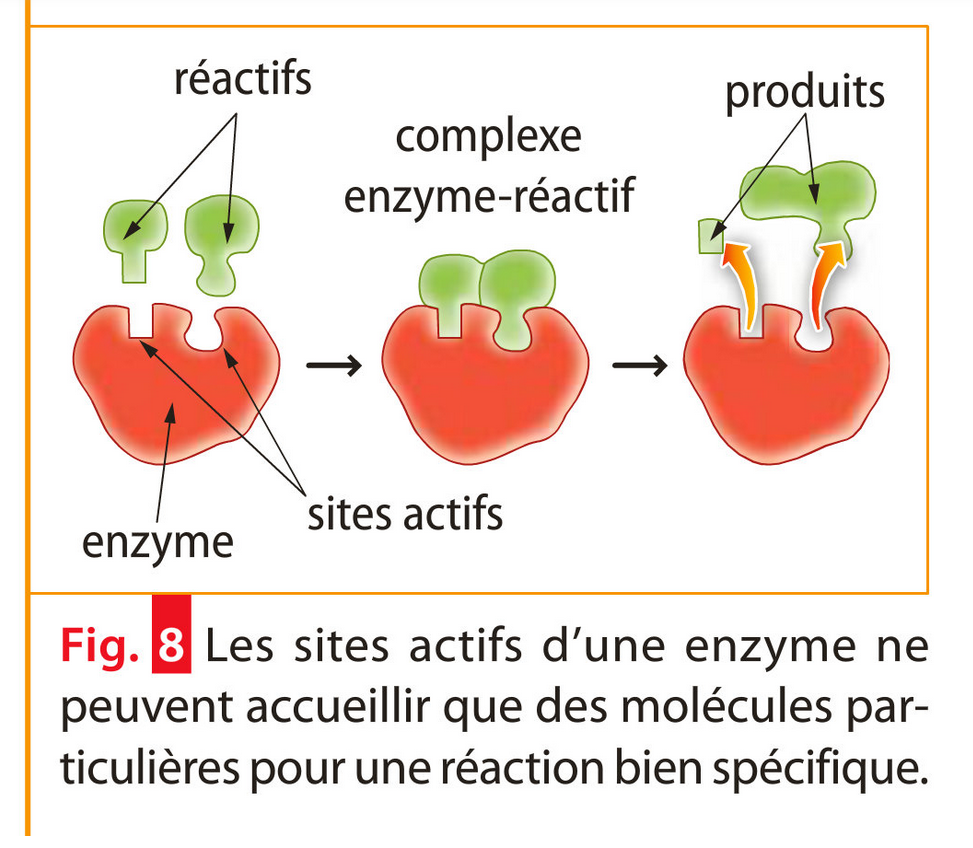 réactifs
produits
complexe
enzyme-réactif
sites actifs
enzyme
Fig. 8 Les sites actifs d’une enzyme ne
peuvent accueillir que des molécules par-
ticulières pour une réaction bien spécifique.